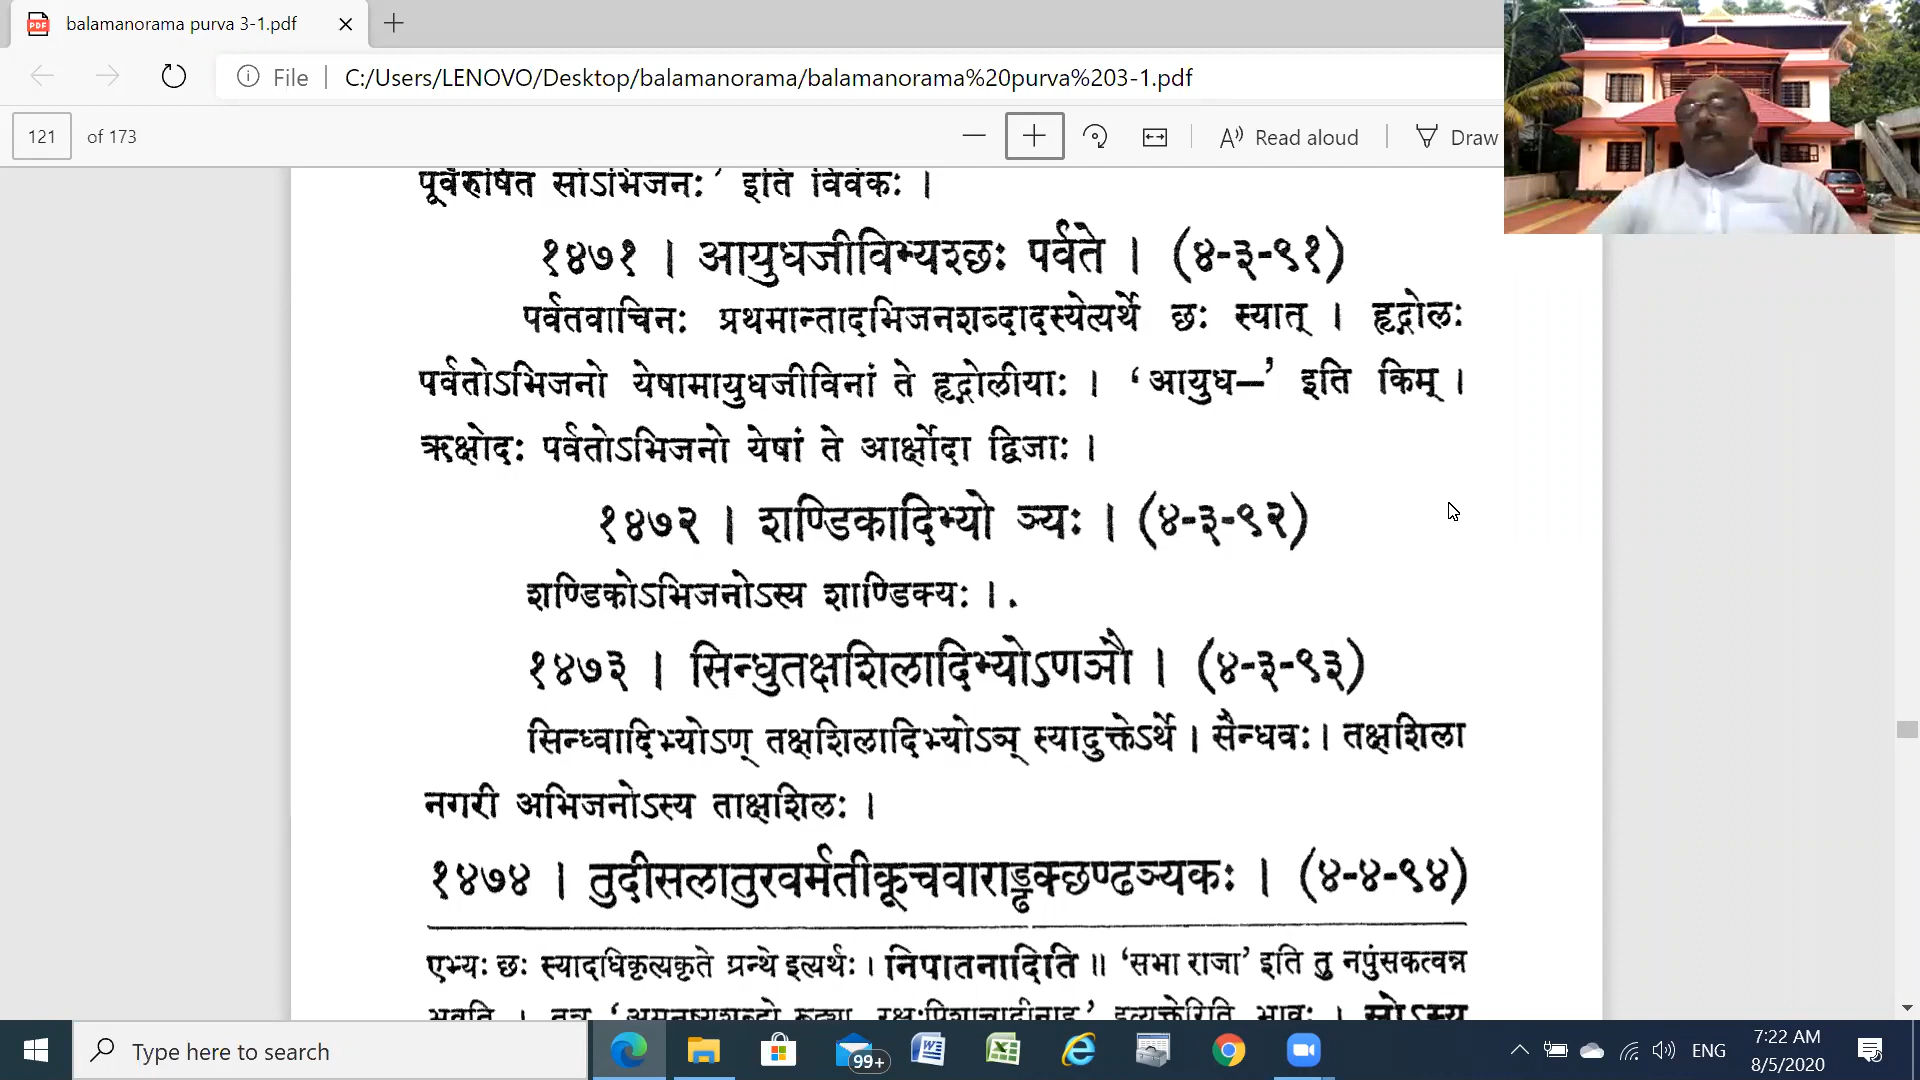 balamanorama purva 3-1.pdf
File C:/Users/LENOVO/Desktop/balamanorama/balamanorama%20purva%203-1.pdf
121 of 173 Read aloud Draw
इति विवेकः ।
१४७१ । आयुधजीविभ्यश्छः पर्वते । (४-३-९१)
पर्वतवाचिनः प्रथमान्तादभिजनशब्दादस्येत्यर्थे छः स्यात् । हृद्गोलः
पर्वतोऽभिजनो येषामायुधजीविनां ते हृद्गोलीयाः । ‘आयुध—’ इति किम् ।
ऋक्षोदः पर्वतोऽभिजनो येषां ते आर्क्षोदा द्विजाः ।
१४७२ । शण्डिकादिभ्यो ञ्यः । (४-३-९२)
शण्डिकोऽभिजनोऽस्य शाण्डिक्यः ।
१४७३ । सिन्धुतक्षशिलादिभ्योऽणञौ । (४-३-९३)
सिन्ध्वादिभ्योऽण् तक्षशिलादिभ्योऽञ् स्यादुक्तेऽर्थे । सैन्धवः । तक्षशिला
नगरी अभिजनोऽस्य ताक्षशिलः ।
१४७४ । तुदीसलातुरवर्मतीकूचवाराड्ढक्छण्ढञ्यकः । (४-४-९४)
एभ्यः छः स्यादधिकृत्यकृते ग्रन्थे इत्यर्थः । निपातनादिति ॥ ‘सभा राजा’ इति तु नपुंसकत्वन्न
Type here to search 99+ ENG 7:22 AM
8/5/2020